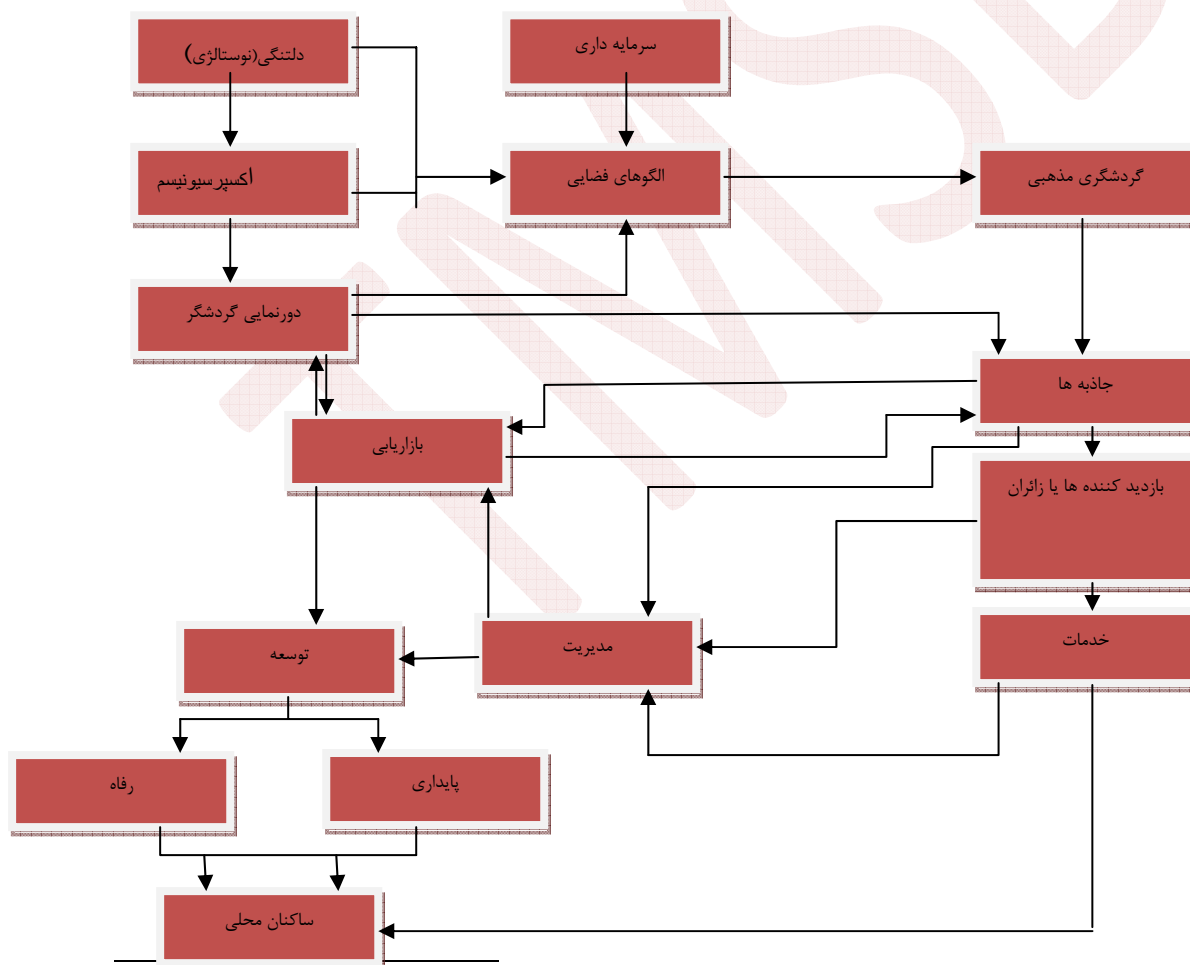 دلتنگی(نوستالژی)
سرمایه داری
أکسپرسیونیسم
الگوهای فضایی
گردشگری مذهبی
دورنمایی گردشگر
جاذبه ها
بازاریابی
بازدید کننده ها یا زائران
توسعه
مدیریت
خدمات
رفاه
پایداری
ساکنان محلی